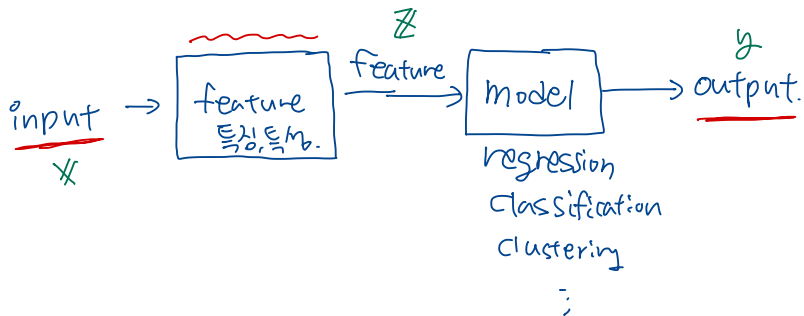 input
𝕏
feature
특징, 특성.
ℤ
feature
model
regression
classification
clustering
⋮
y
output.